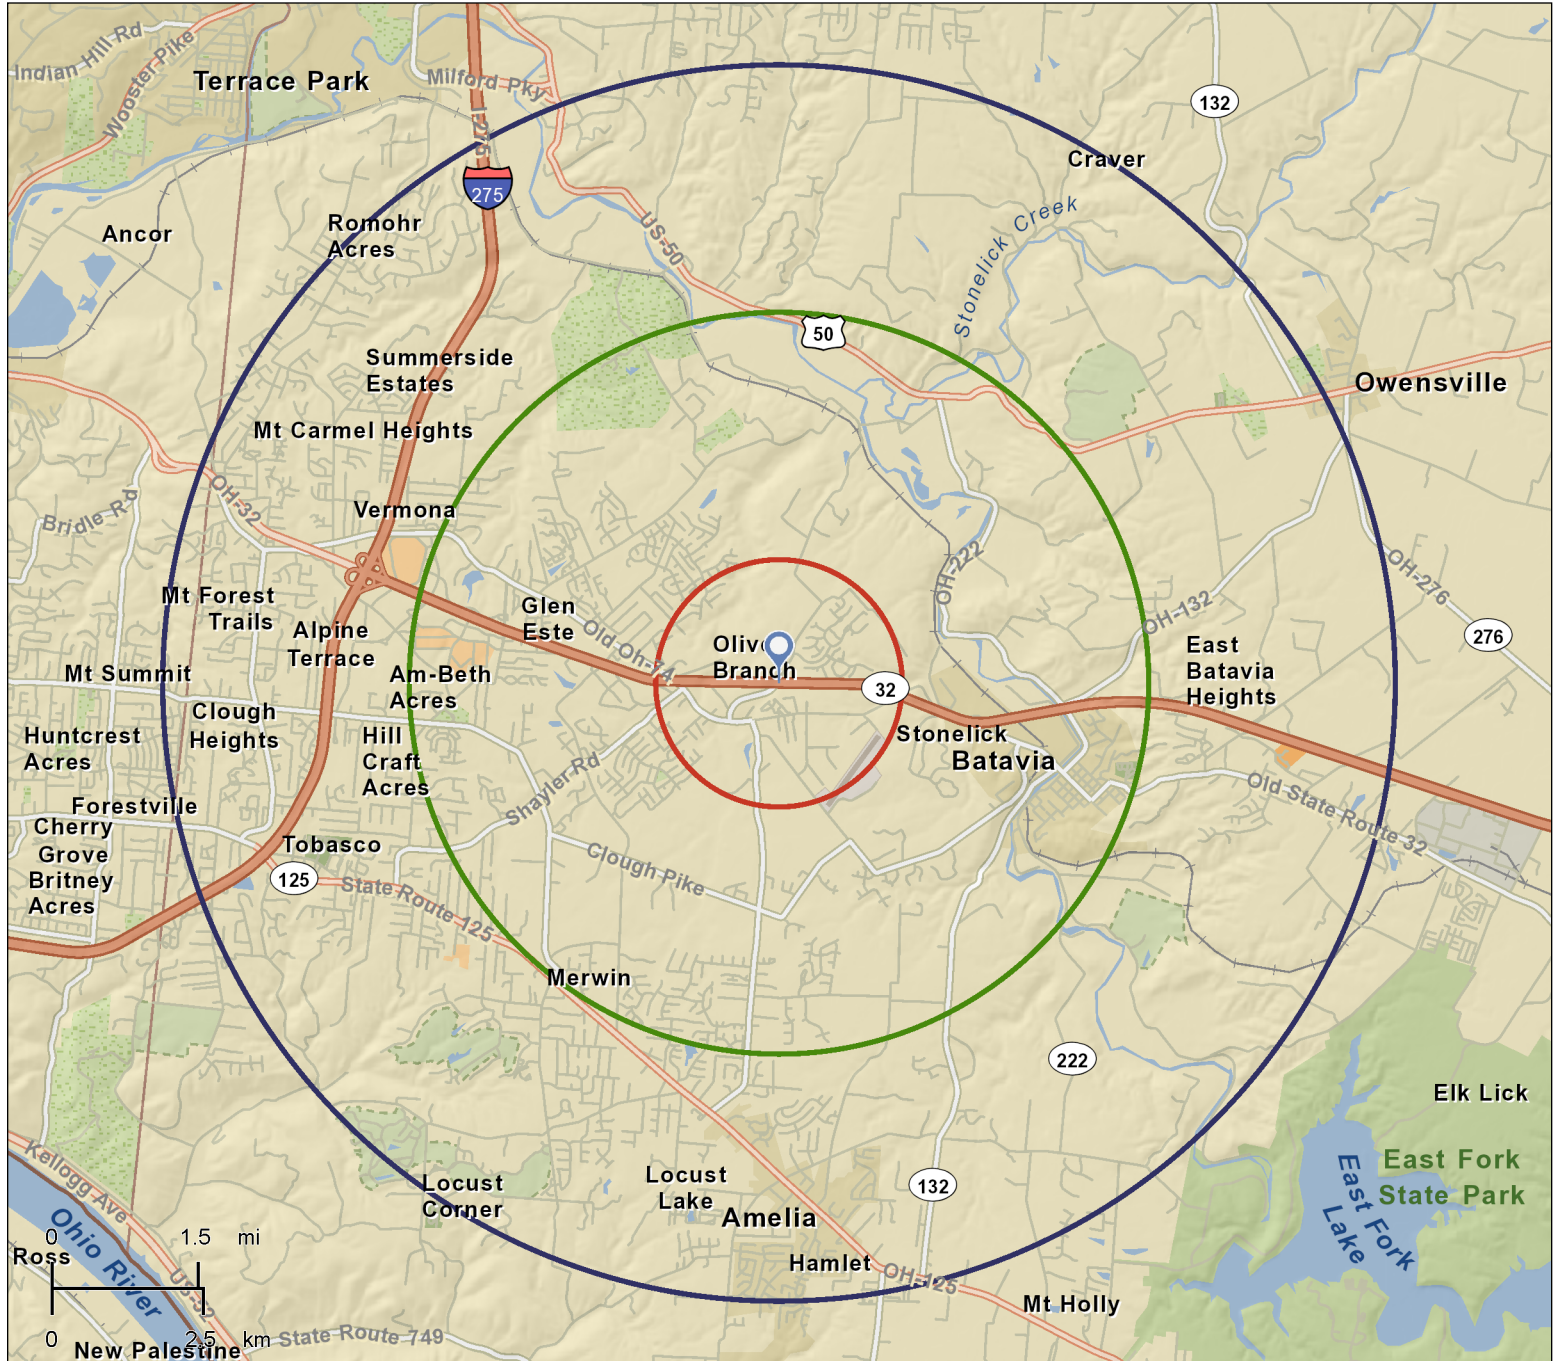 Indian Hill Rd
Wooster Pike
Terrace Park
Milford Pky
I-275
132
Craver
275
Ancor
Romohr
Acres
US-50
Stonelick Creek
50
Summerside
Estates
Owensville
Mt Carmel Heights
OH-32
Vermona
Bridle Rd
OH-222
OH-276
Mt Forest
Trails
Glen
Este
Old Oh-74
OH-132
276
Alpine
Terrace
Olive
Branch
East
Batavia
Heights
Mt Summit
Am-Beth
Acres
32
Clough
Heights
Huntcrest
Acres
Hill
Craft
Acres
Stonelick
Batavia
Shayler Rd
Old State Route 32
Forestville
Cherry
Grove
Britney
Acres
Tobasco
125
State Route 125
Clough Pike
Merwin
222
Elk Lick
East Fork
State Park
East Fork
Lake
Kellogg Ave
Locust
Corner
Locust
Lake
132
Amelia
Ohio River
0 1.5 mi
Ross
Hamlet
OH-125
US-52
Mt Holly
0 2.5 km
State Route 749
New Palestine